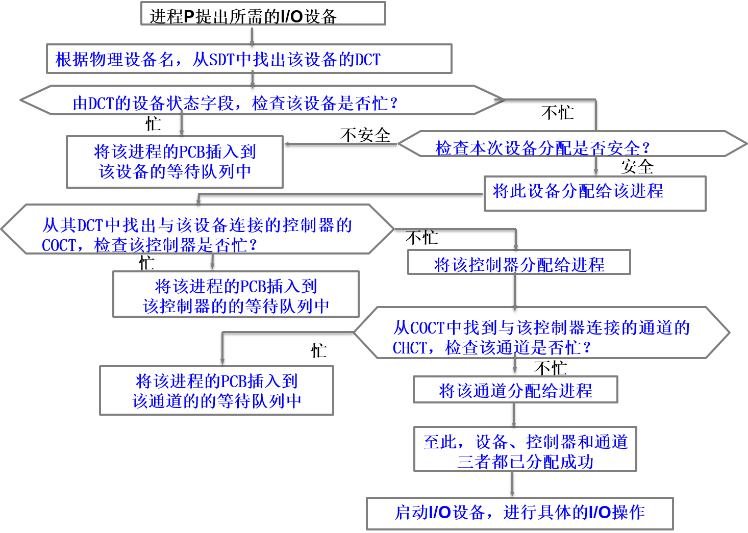 进程P提出所需的I/O设备
根据物理设备名，从SDT中找出该设备的DCT
由DCT的设备状态字段，检查该设备是否忙？
不忙
忙
不安全
检查本次设备分配是否安全？
将该进程的PCB插入到
该设备的等待队列中
安全
将此设备分配给该进程
从其DCT中找出与该设备连接的控制器的
COCT，检查该控制器是否忙？
不忙
忙
将该控制器分配给进程
将该进程的PCB插入到
该控制器的的等待队列中
从COCT中找到与该控制器连接的通道的
CHCT，检查该通道是否忙？
忙
不忙
将该进程的PCB插入到
该通道的的等待队列中
将该通道分配给进程
至此，设备、控制器和通道
三者都已分配成功
启动I/O设备，进行具体的I/O操作